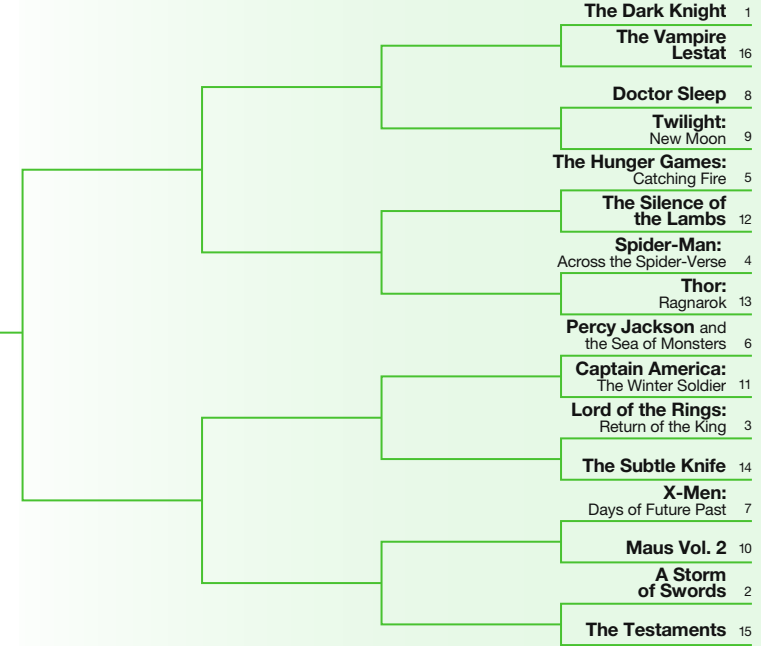 The Dark Knight 1
The Vampire
Lestat 16
Doctor Sleep 8
Twilight:
New Moon 9
The Hunger Games:
Catching Fire 5
The Silence of
the Lambs 12
Spider-Man:
Across the Spider-Verse 4
Thor:
Ragnarok 13
Percy Jackson and
the Sea of Monsters 6
Captain America:
The Winter Soldier 11
Lord of the Rings:
Return of the King 3
The Subtle Knife 14
X-Men:
Days of Future Past 7
Maus Vol. 2 10
A Storm
of Swords 2
The Testaments 15